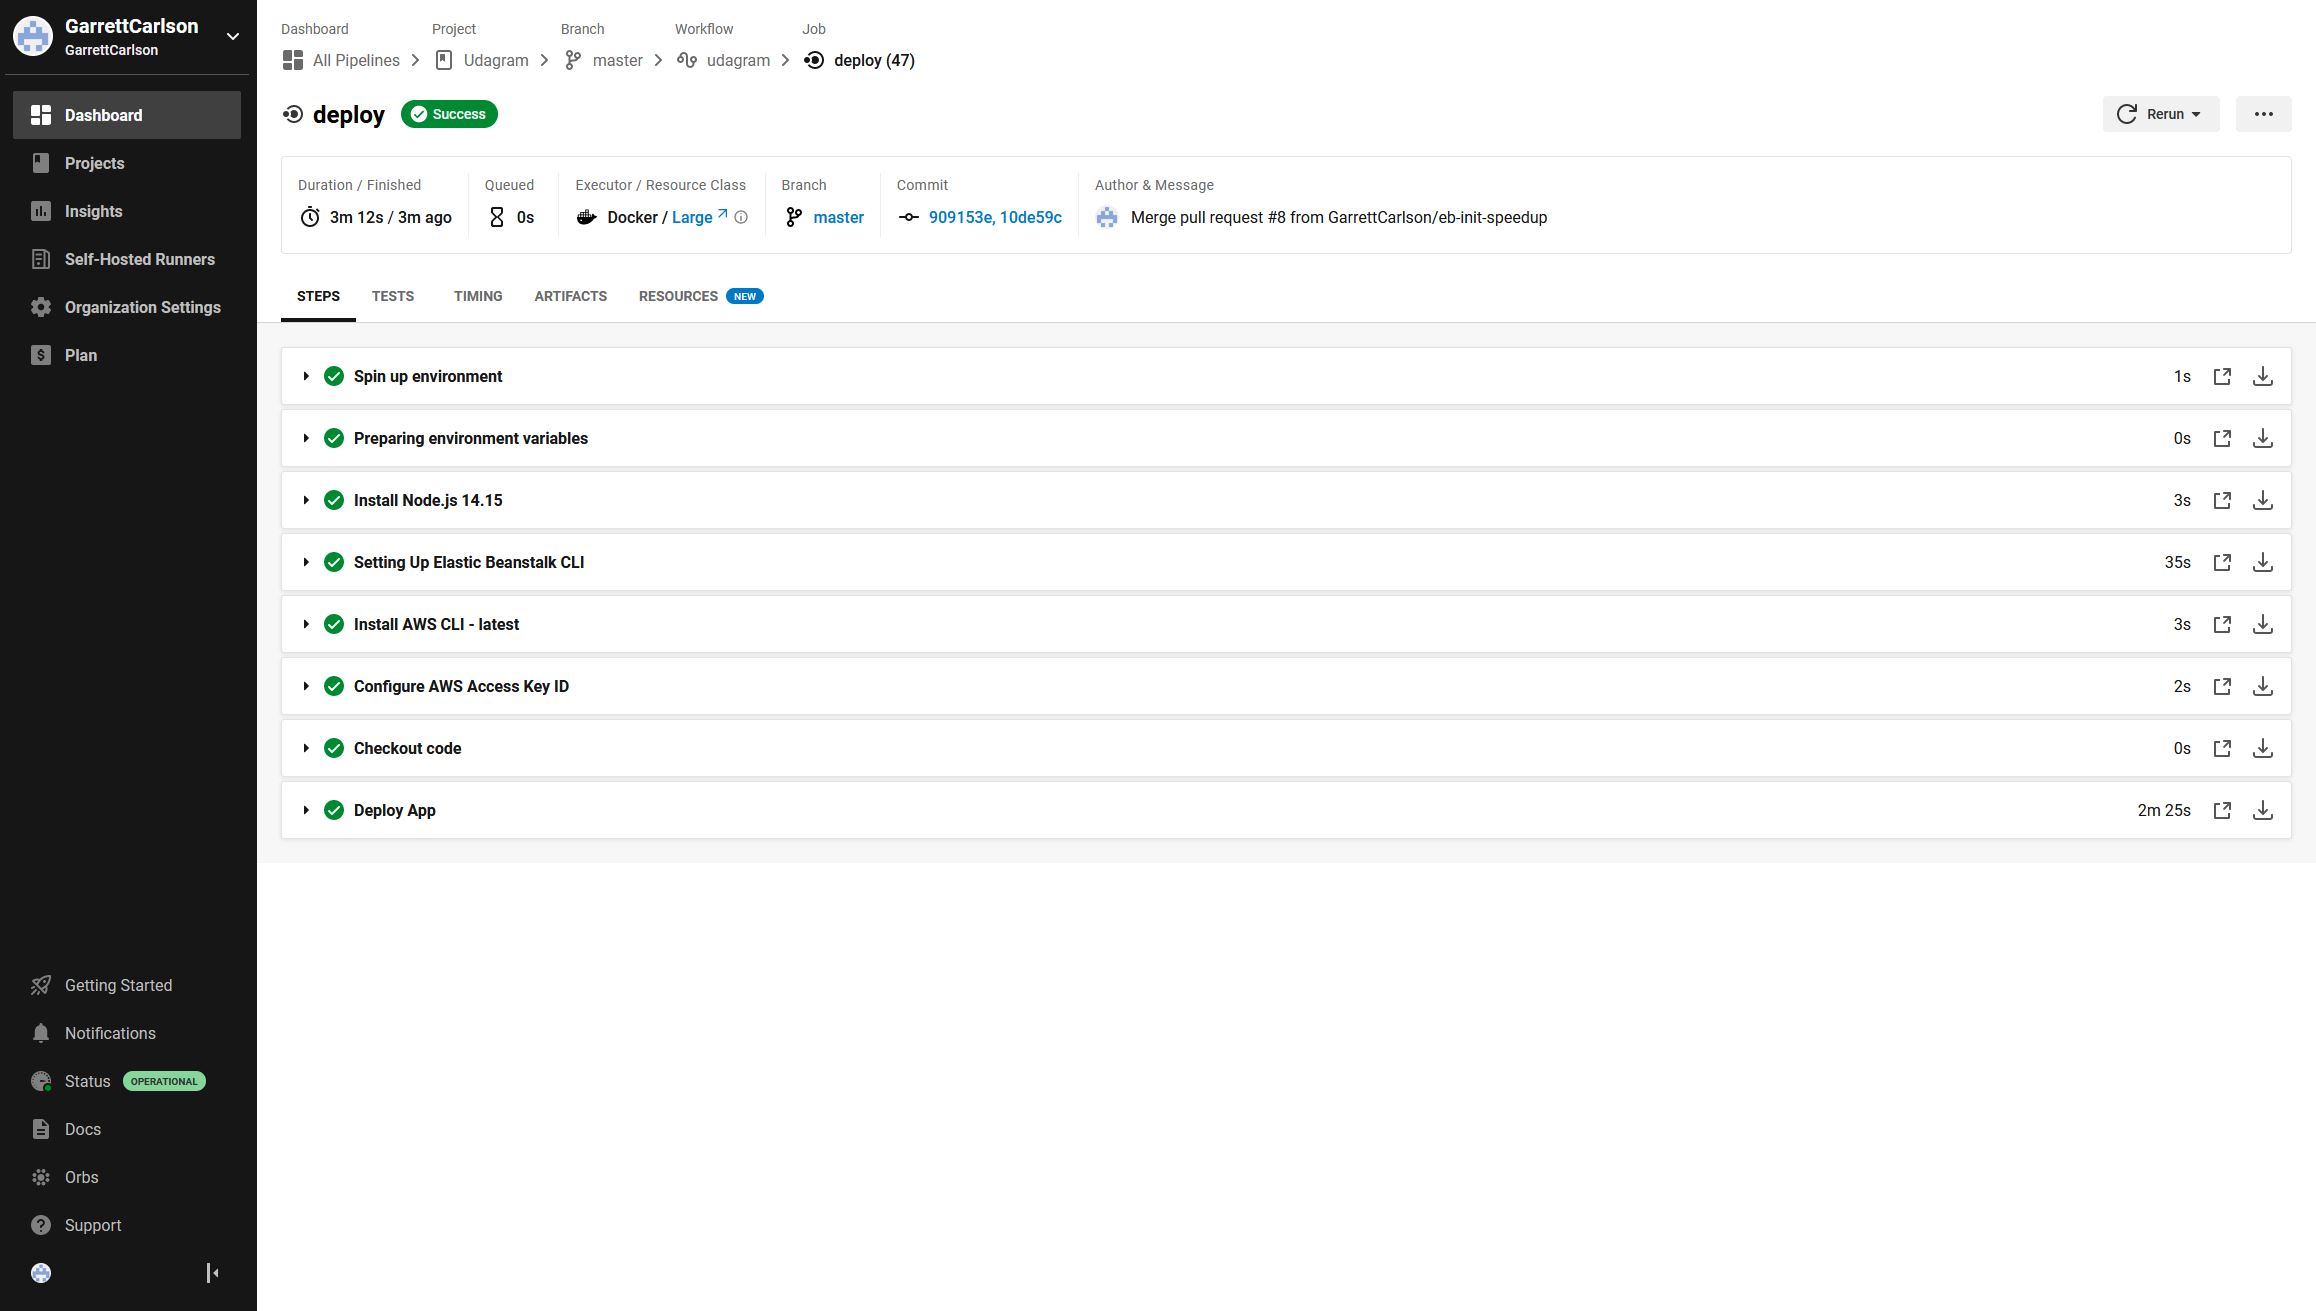 GarrettCarlson
GarrettCarlson
Dashboard
Projects
Insights
Self-Hosted Runners
Organization Settings
Plan
Getting Started
Notifications
Status OPERATIONAL
Docs
Orbs
Support
Dashboard Project Branch Workflow Job
All Pipelines Udagram master udagram deploy (47)
deploy Success Rerun
Duration / Finished Queued Executor / Resource Class Branch Commit Author & Message
3m 12s / 3m ago 0s Docker / Large master 909153e, 10de59c Merge pull request #8 from GarrettCarlson/eb-init-speedup
STEPS TESTS TIMING ARTIFACTS RESOURCES NEW
Spin up environment 1s
Preparing environment variables 0s
Install Node.js 14.15 3s
Setting Up Elastic Beanstalk CLI 35s
Install AWS CLI - latest 3s
Configure AWS Access Key ID 2s
Checkout code 0s
Deploy App 2m 25s